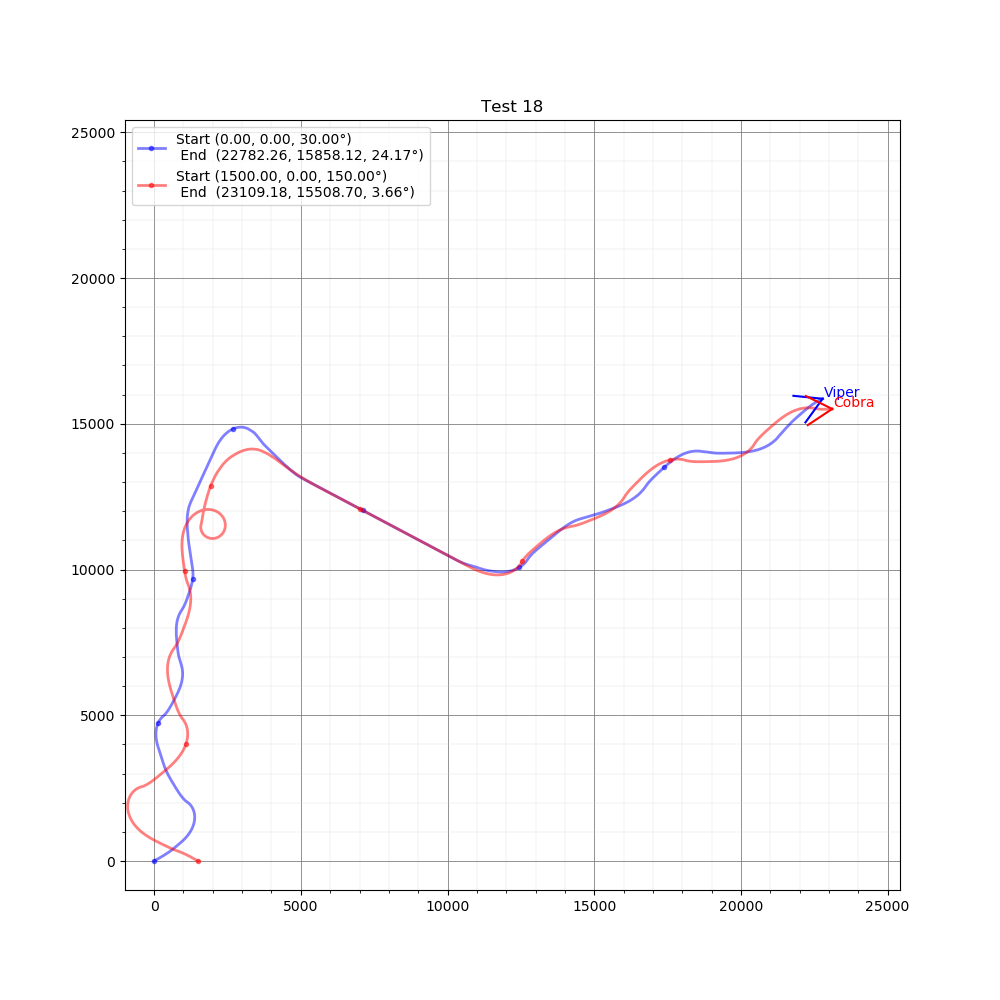 Test 18
Start (0.00, 0.00, 30.00°)
End (22782.26, 15858.12, 24.17°)
Start (1500.00, 0.00, 150.00°)
End (23109.18, 15508.70, 3.66°)
25000
20000
15000
10000
5000
0
Viper
Cobra
0 5000 10000 15000 20000 25000